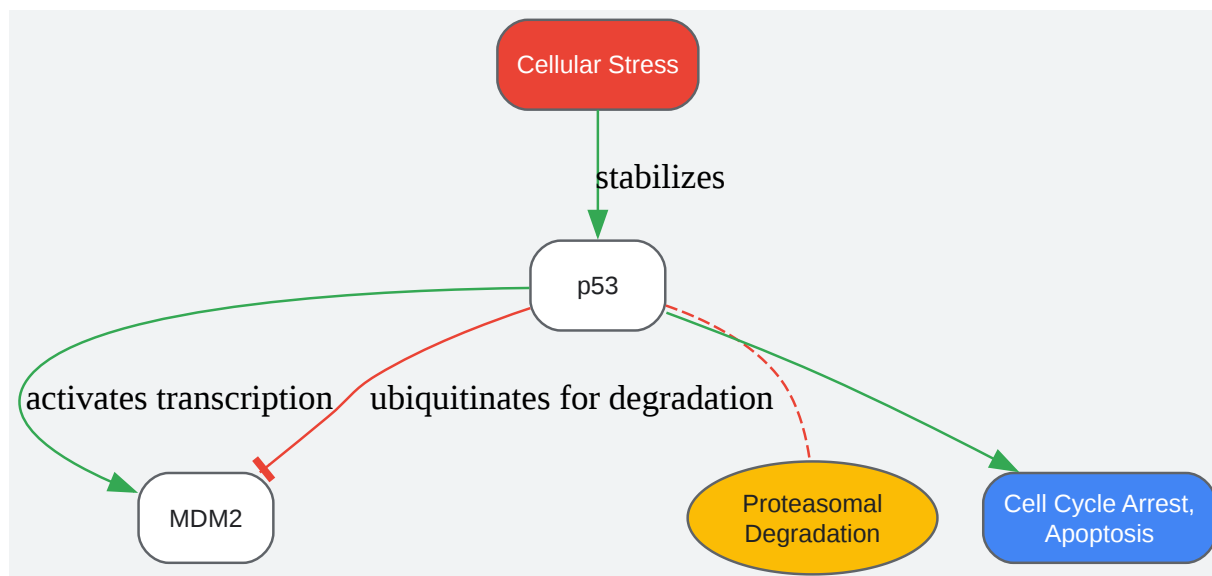 Cellular Stress
stabilizes
p53
activates transcription
ubiquitinates for degradation
MDM2
Proteasomal
Degradation
Cell Cycle Arrest,
Apoptosis